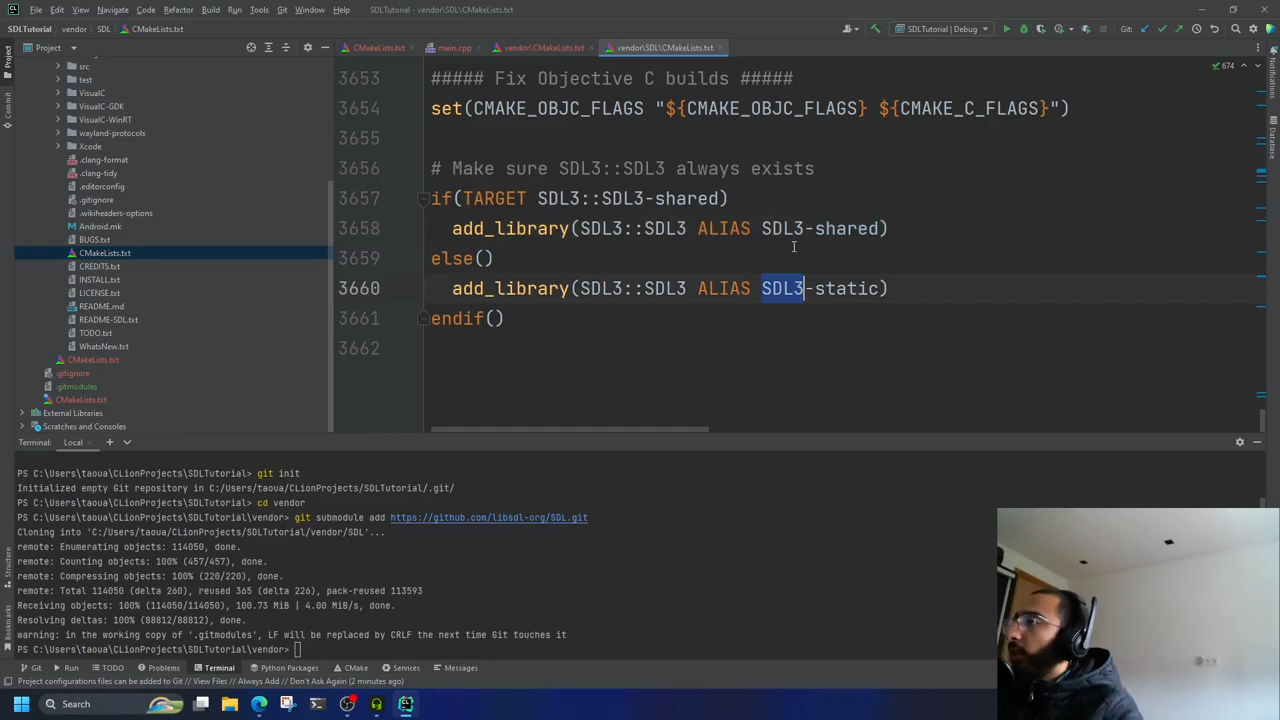 File Edit View Navigate Code Refactor Build Run Tools Git Window Help SDLTutorial - vendor\SDL\CMakeLists.txt
SDLTutorial vendor SDL CMakeLists.txt SDLTutorial | Debug Git:
Project CMakeLists.txt main.cpp vendor\CMakeLists.txt vendor\SDL\CMakeLists.txt
674
Project
Commit
Structure
Bookmarks
Notifications
Database
src
test
VisualC
VisualC-GDK
VisualC-WinRT
wayland-protocols
Xcode
.clang-format
.clang-tidy
.editorconfig
.gitignore
.wikiheaders-options
Android.mk
BUGS.txt
CMakeLists.txt
CREDITS.txt
INSTALL.txt
LICENSE.txt
README.md
README-SDL.txt
TODO.txt
WhatsNew.txt
CMakeLists.txt
.gitignore
.gitmodules
CMakeLists.txt
External Libraries
Scratches and Consoles
3653 ##### Fix Objective C builds #####
3654 set(CMAKE_OBJC_FLAGS "${CMAKE_OBJC_FLAGS} ${CMAKE_C_FLAGS}")
3655
3656 # Make sure SDL3::SDL3 always exists
3657 if(TARGET SDL3::SDL3-shared)
3658 add_library(SDL3::SDL3 ALIAS SDL3-shared)
3659 else()
3660 add_library(SDL3::SDL3 ALIAS SDL3-static)
3661 endif()
3662
Terminal: Local
PS C:\Users\taoua\CLionProjects\SDLTutorial> git init
Initialized empty Git repository in C:/Users/taoua/CLionProjects/SDLTutorial/.git/
PS C:\Users\taoua\CLionProjects\SDLTutorial> cd vendor
PS C:\Users\taoua\CLionProjects\SDLTutorial\vendor> git submodule add https://github.com/libsdl-org/SDL.git
Cloning into 'C:/Users/taoua/CLionProjects/SDLTutorial/vendor/SDL'...
remote: Enumerating objects: 114050, done.
remote: Counting objects: 100% (457/457), done.
remote: Compressing objects: 100% (220/220), done.
remote: Total 114050 (delta 260), reused 365 (delta 226), pack-reused 113593
Receiving objects: 100% (114050/114050), 100.73 MiB | 4.00 MiB/s, done.
Resolving deltas: 100% (88812/88812), done.
warning: in the working copy of '.gitmodules', LF will be replaced by CRLF the next time Git touches it
PS C:\Users\taoua\CLionProjects\SDLTutorial\vendor>
Git Run TODO Problems Terminal Python Packages CMake Services Messages
Project configurations files can be added to Git // View Files // Always Add // Don't Ask Again (2 minutes ago)
Search